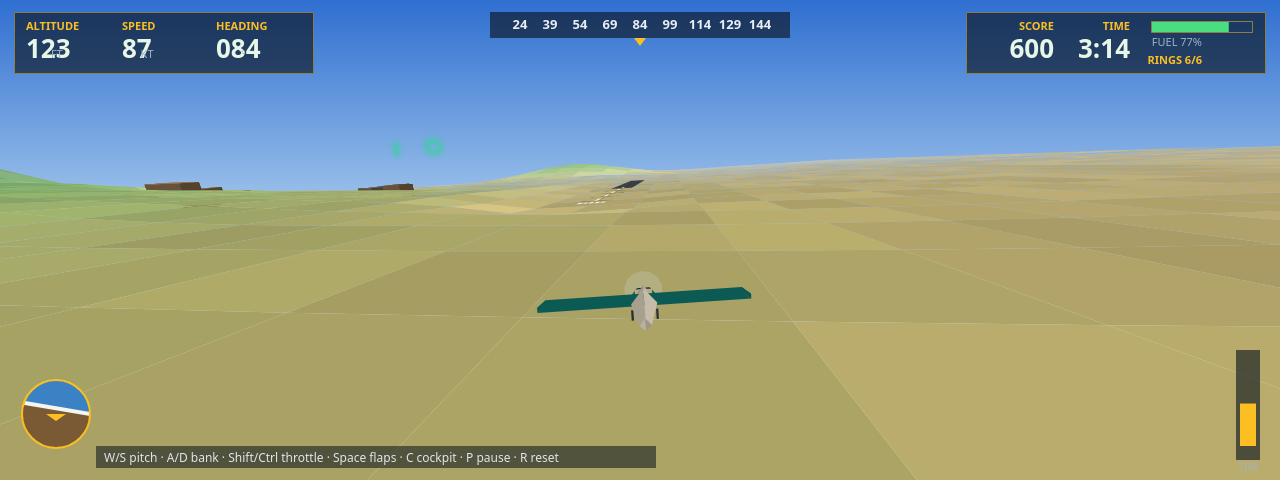 ALTITUDE SPEED HEADING
123 87 KT 084
24 39 54 69 84 99 114 129 144
SCORE TIME
600 3:14
FUEL 77%
RINGS 6/6
W/S pitch · A/D bank · Shift/Ctrl throttle · Space flaps · C cockpit · P pause · R reset